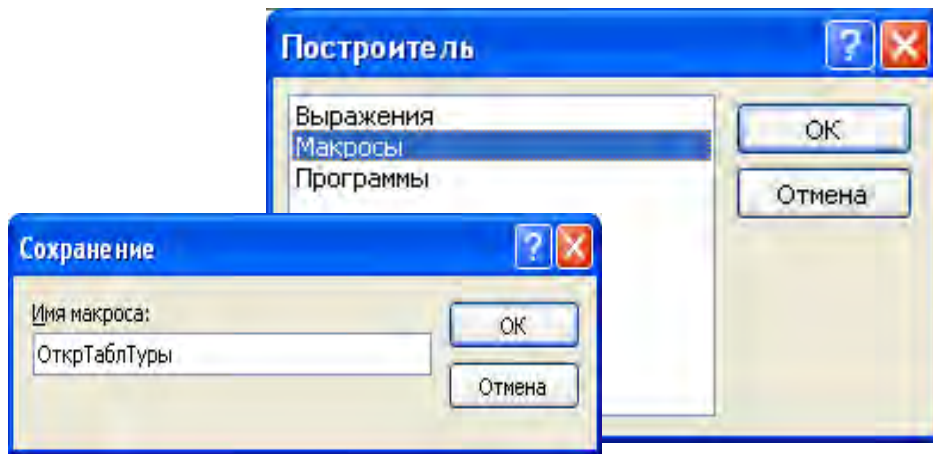 Построитель
Выражения
Макросы
Программы
ОК
Отмена
Сохранение
Имя макроса:
ОткрТаблТуры
ОК
Отмена